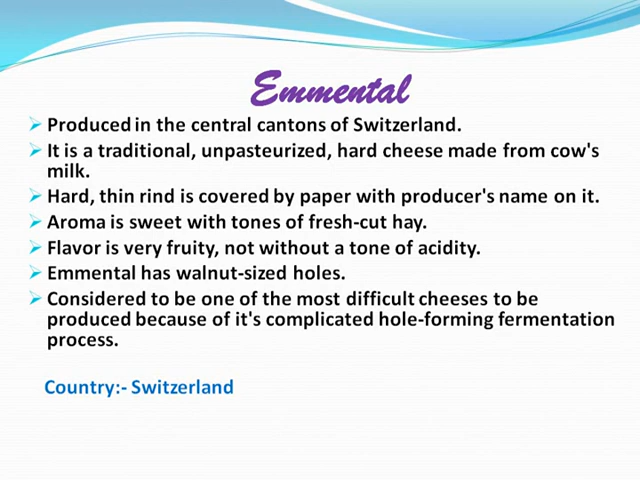 Emmental
➢ Produced in the central cantons of Switzerland.
➢ It is a traditional, unpasteurized, hard cheese made from cow's
milk.
➢ Hard, thin rind is covered by paper with producer's name on it.
➢ Aroma is sweet with tones of fresh-cut hay.
➢ Flavor is very fruity, not without a tone of acidity.
➢ Emmental has walnut-sized holes.
➢ Considered to be one of the most difficult cheeses to be
produced because of it's complicated hole-forming fermentation
process.
Country:- Switzerland